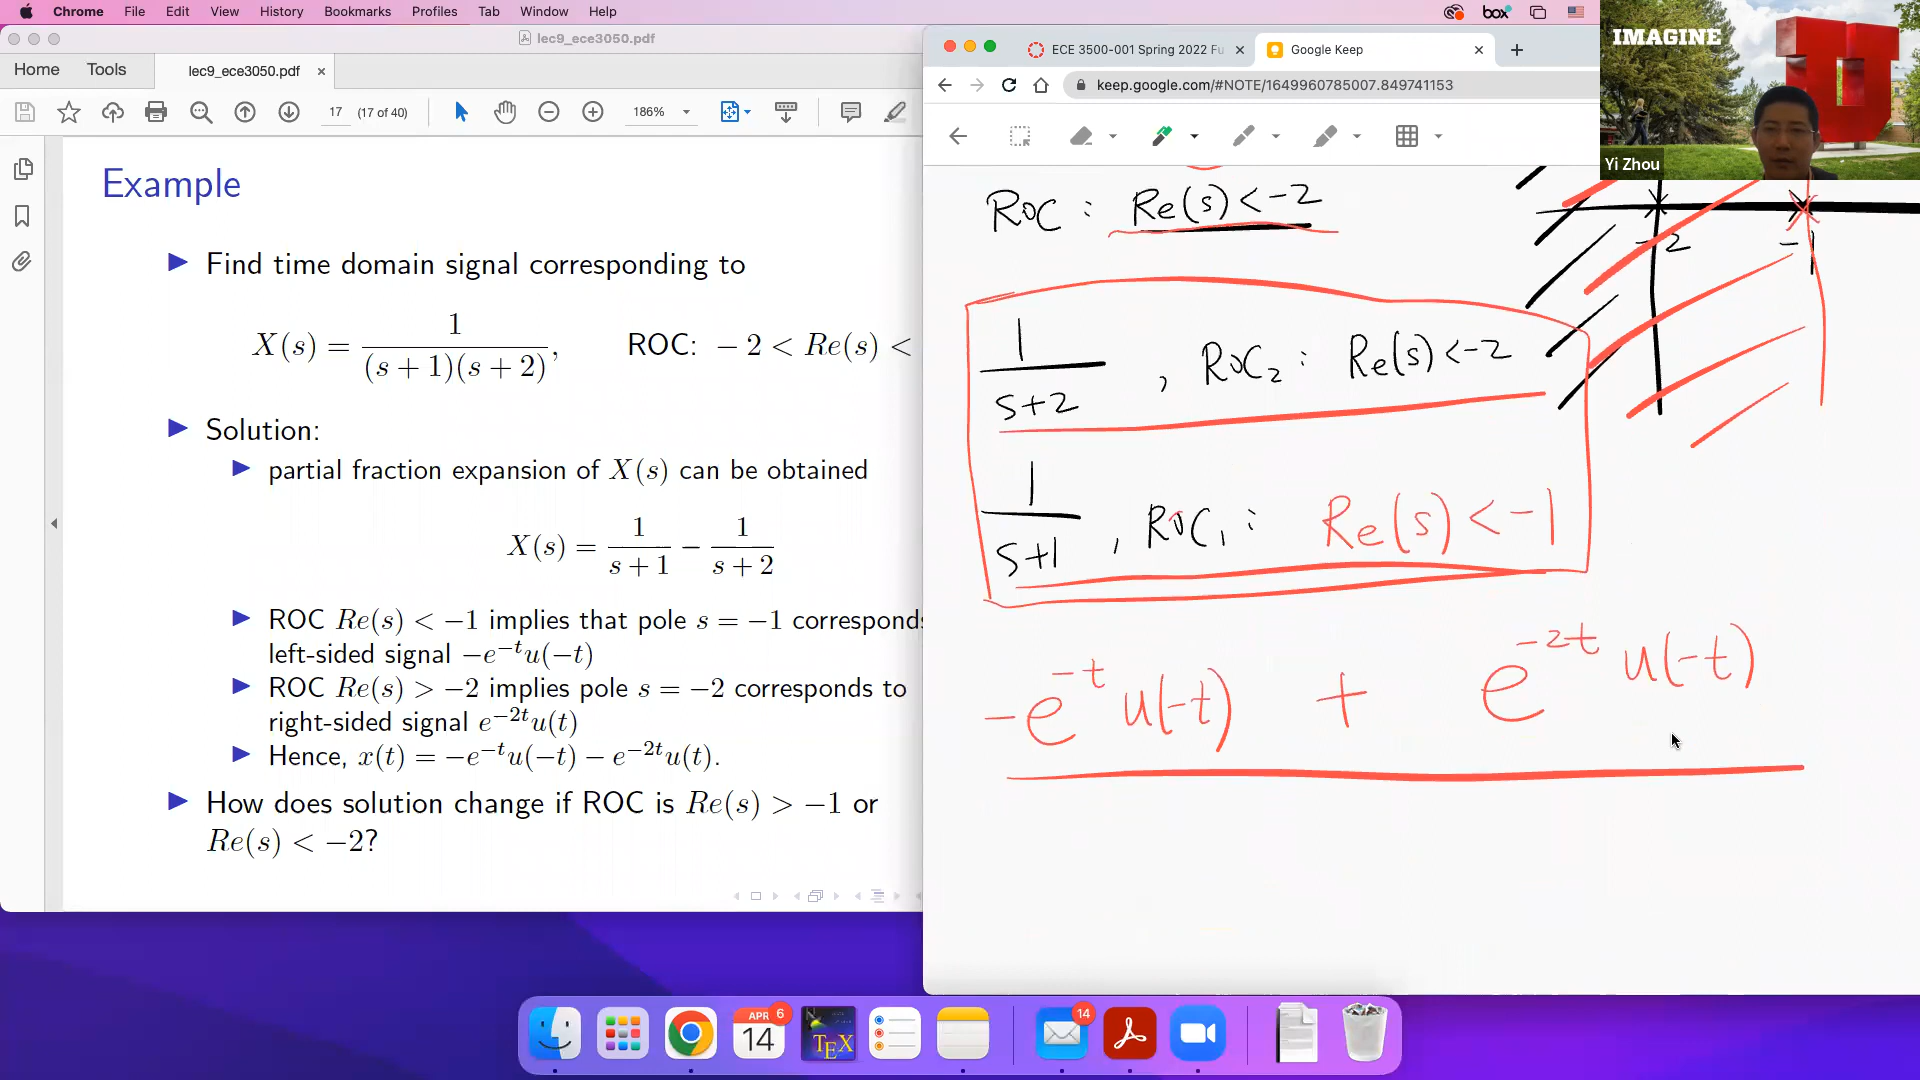 Chrome File Edit View History Bookmarks Profiles Tab Window Help
box
lec9_ece3050.pdf
Home Tools lec9_ece3050.pdf ×
17 (17 of 40) 186%
Example
Find time domain signal corresponding to
X(s) = 1/((s+1)(s+2)), ROC: −2 < Re(s) <
Solution:
partial fraction expansion of X(s) can be obtained
X(s) = 1/(s+1) − 1/(s+2)
ROC Re(s) < −1 implies that pole s = −1 corresponds
left-sided signal −e^{−t}u(−t)
ROC Re(s) > −2 implies pole s = −2 corresponds to
right-sided signal e^{−2t}u(t)
Hence, x(t) = −e^{−t}u(−t) − e^{−2t}u(t).
How does solution change if ROC is Re(s) > −1 or
Re(s) < −2?
ECE 3500-001 Spring 2022 Fu × Google Keep × +
keep.google.com/#NOTE/1649960785007.849741153
ROC : Re(s) < -2
-2 -1
1/(s+2) , ROC₂ : Re(s) < -2
1/(s+1) , ROC₁ : Re(s) < -1
-e^{-t} u(-t) + e^{-2t} u(-t)
IMAGINE
U
Yi Zhou
APR 6
14
TEX
14